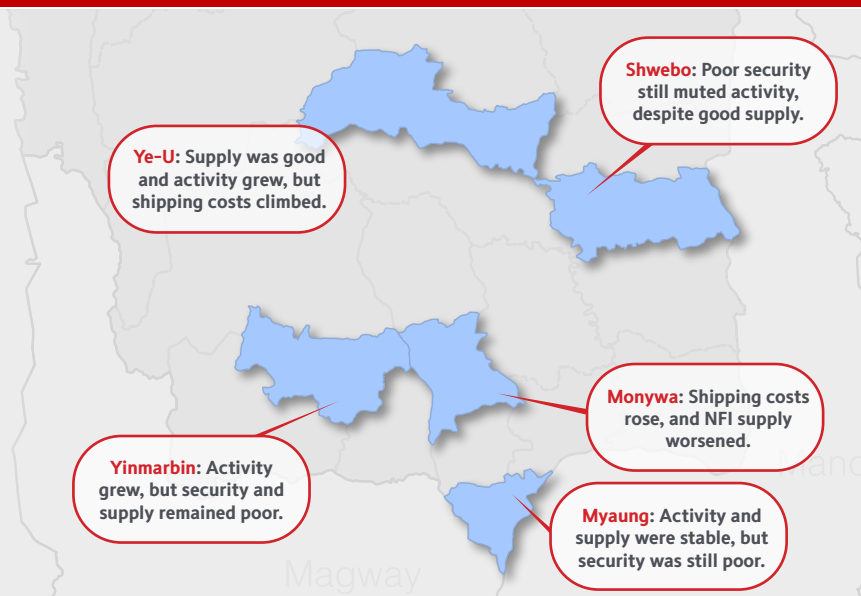 Shwebo: Poor security
still muted activity,
despite good supply.
Ye-U: Supply was good
and activity grew, but
shipping costs climbed.
Monywa: Shipping costs
rose, and NFI supply
worsened.
Yinmarbin: Activity
grew, but security and
supply remained poor.
Myaung: Activity and
supply were stable, but
security was still poor.
Magway